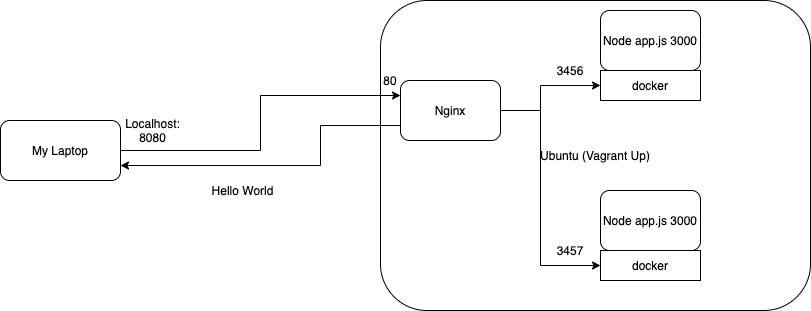 Node app.js 3000
3456
docker
80
Nginx
Localhost:
8080
My Laptop
Ubuntu (Vagrant Up)
Hello World
Node app.js 3000
3457
docker